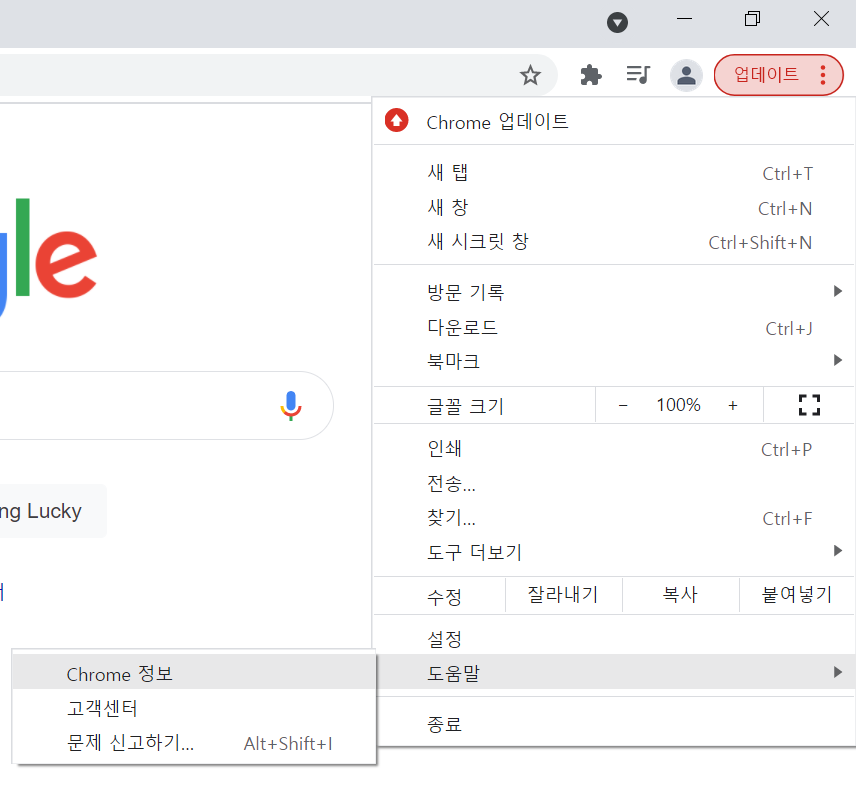 업데이트
Chrome 업데이트
새 탭 Ctrl+T
새 창 Ctrl+N
새 시크릿 창 Ctrl+Shift+N
방문 기록
다운로드 Ctrl+J
북마크
글꼴 크기 − 100% +
인쇄 Ctrl+P
전송...
찾기... Ctrl+F
도구 더보기
수정 잘라내기 복사 붙여넣기
설정
도움말
종료
gle
ng Lucky
Chrome 정보
고객센터
문제 신고하기... Alt+Shift+I